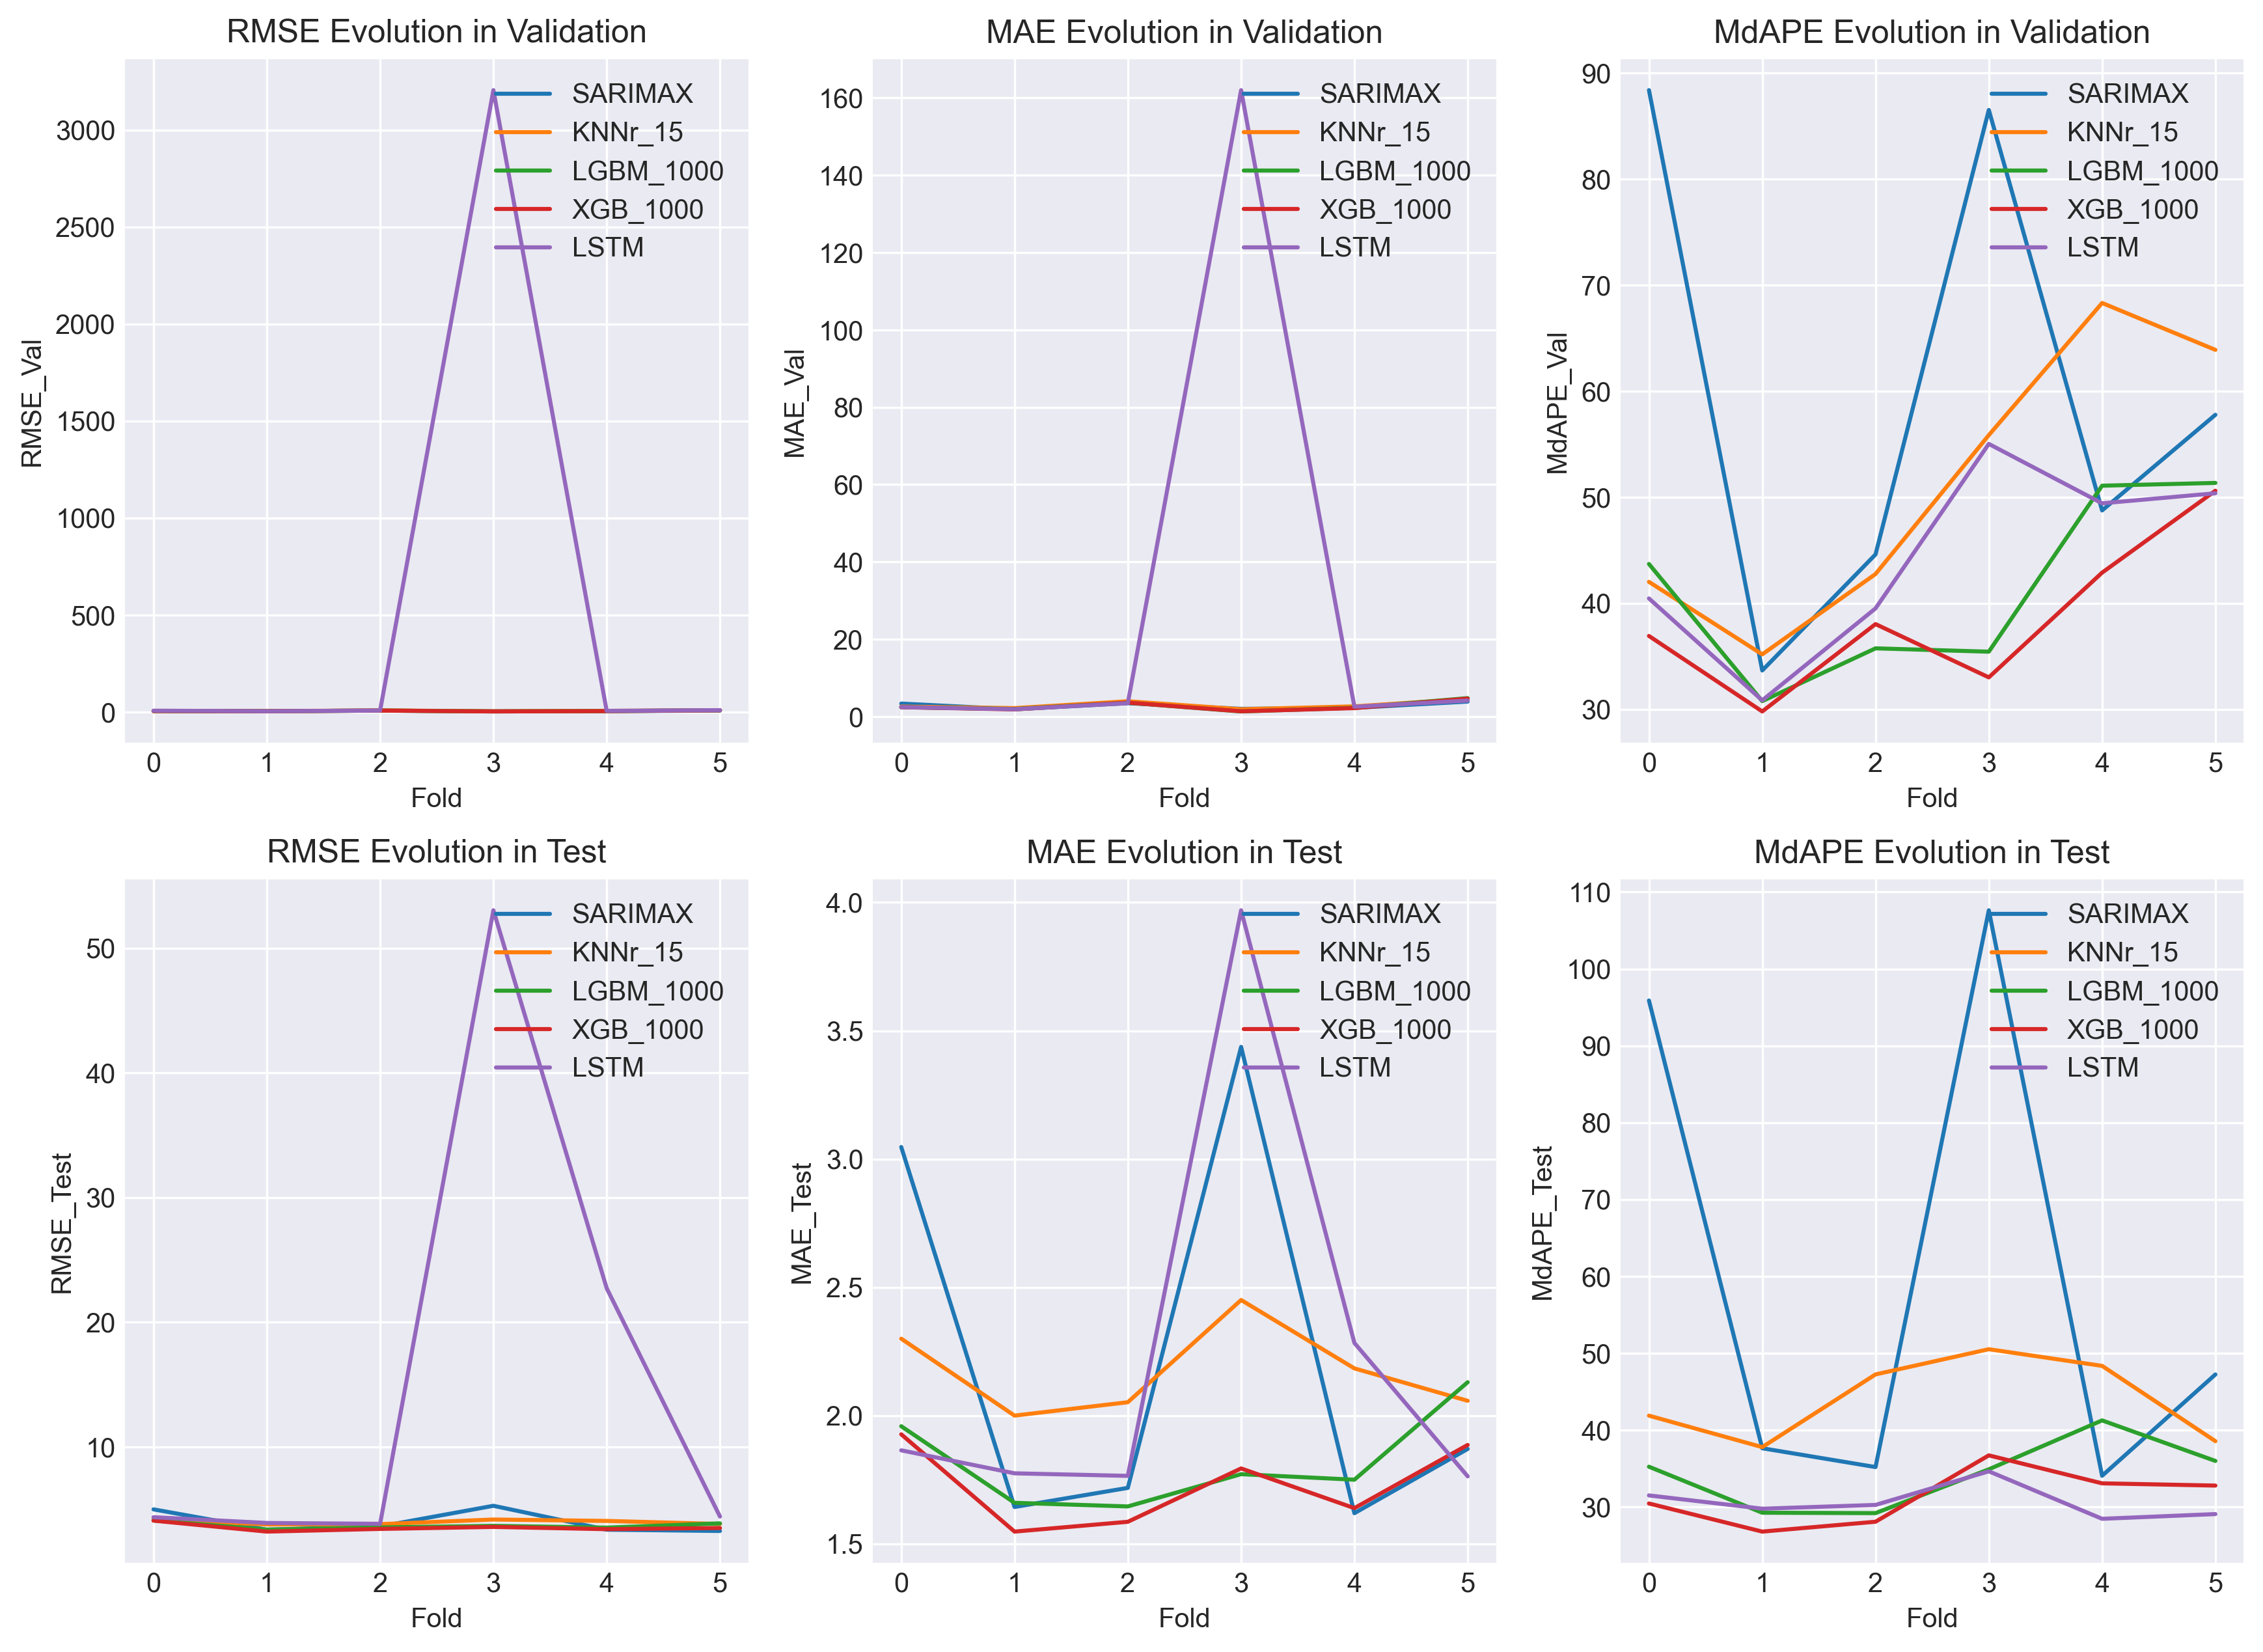 RMSE Evolution in Validation
3000
2500
2000
1500
1000
500
0
RMSE_Val
0 1 2 3 4 5
Fold
SARIMAX
KNNr_15
LGBM_1000
XGB_1000
LSTM
MAE Evolution in Validation
160
140
120
100
80
60
40
20
0
MAE_Val
0 1 2 3 4 5
Fold
SARIMAX
KNNr_15
LGBM_1000
XGB_1000
LSTM
MdAPE Evolution in Validation
90
80
70
60
50
40
30
MdAPE_Val
0 1 2 3 4 5
Fold
SARIMAX
KNNr_15
LGBM_1000
XGB_1000
LSTM
RMSE Evolution in Test
50
40
30
20
10
RMSE_Test
0 1 2 3 4 5
Fold
SARIMAX
KNNr_15
LGBM_1000
XGB_1000
LSTM
MAE Evolution in Test
4.0
3.5
3.0
2.5
2.0
1.5
MAE_Test
0 1 2 3 4 5
Fold
SARIMAX
KNNr_15
LGBM_1000
XGB_1000
LSTM
MdAPE Evolution in Test
110
100
90
80
70
60
50
40
30
MdAPE_Test
0 1 2 3 4 5
Fold
SARIMAX
KNNr_15
LGBM_1000
XGB_1000
LSTM